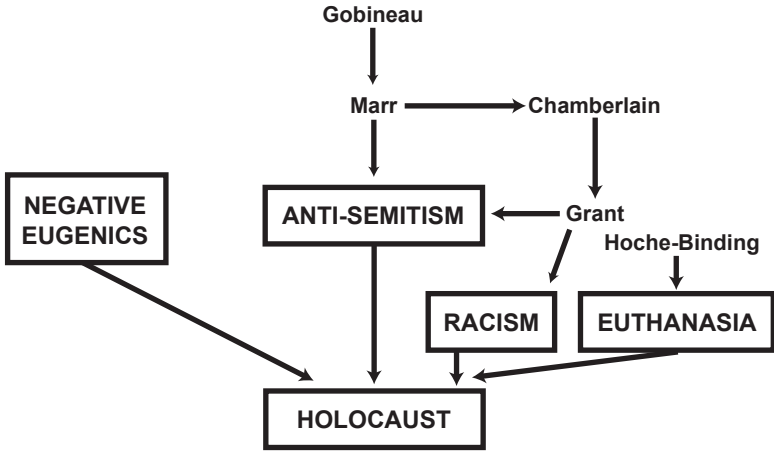 Gobineau
Marr
Chamberlain
NEGATIVE
EUGENICS
ANTI-SEMITISM
Grant
Hoche-Binding
RACISM
EUTHANASIA
HOLOCAUST